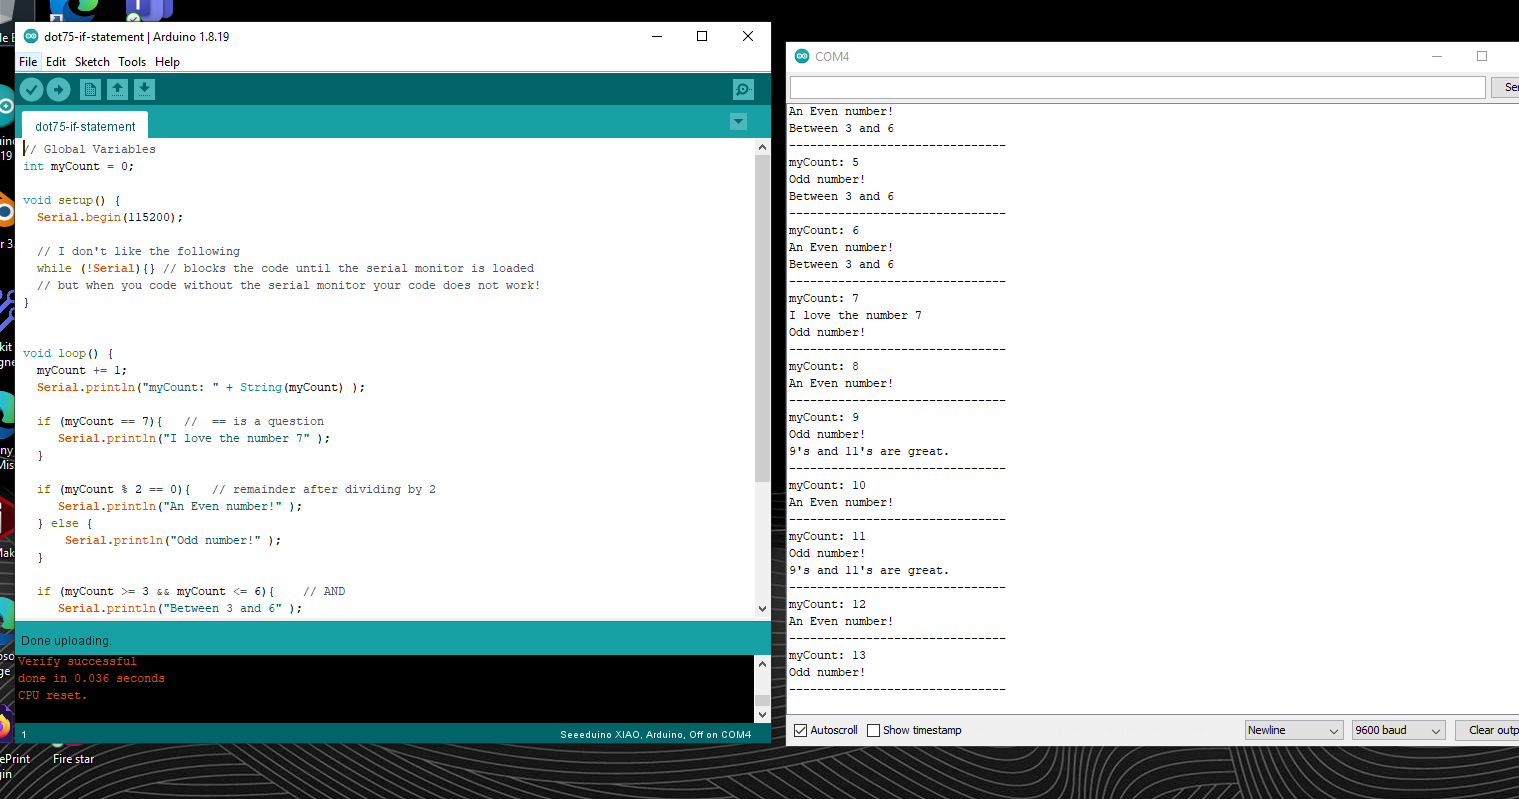 dot75-if-statement | Arduino 1.8.19
File Edit Sketch Tools Help
dot75-if-statement
// Global Variables
int myCount = 0;
void setup() {
Serial.begin(115200);
// I don't like the following
while (!Serial){} // blocks the code until the serial monitor is loaded
// but when you code without the serial monitor your code does not work!
}
void loop() {
myCount += 1;
Serial.println("myCount: " + String(myCount) );
if (myCount == 7){ // == is a question
Serial.println("I love the number 7" );
}
if (myCount % 2 == 0){ // remainder after dividing by 2
Serial.println("An Even number!" );
} else {
Serial.println("Odd number!" );
}
if (myCount >= 3 && myCount <= 6){ // AND
Serial.println("Between 3 and 6" );
Done uploading.
Verify successful
done in 0.036 seconds
CPU reset.
1 Seeeduino XIAO, Arduino, Off on COM4
COM4
An Even number!
Between 3 and 6
-------------------------------
myCount: 5
Odd number!
Between 3 and 6
-------------------------------
myCount: 6
An Even number!
Between 3 and 6
-------------------------------
myCount: 7
I love the number 7
Odd number!
-------------------------------
myCount: 8
An Even number!
-------------------------------
myCount: 9
Odd number!
9's and 11's are great.
-------------------------------
myCount: 10
An Even number!
-------------------------------
myCount: 11
Odd number!
9's and 11's are great.
-------------------------------
myCount: 12
An Even number!
-------------------------------
myCount: 13
Odd number!
-------------------------------
Autoscroll Show timestamp Newline 9600 baud Clear outp
Fire star